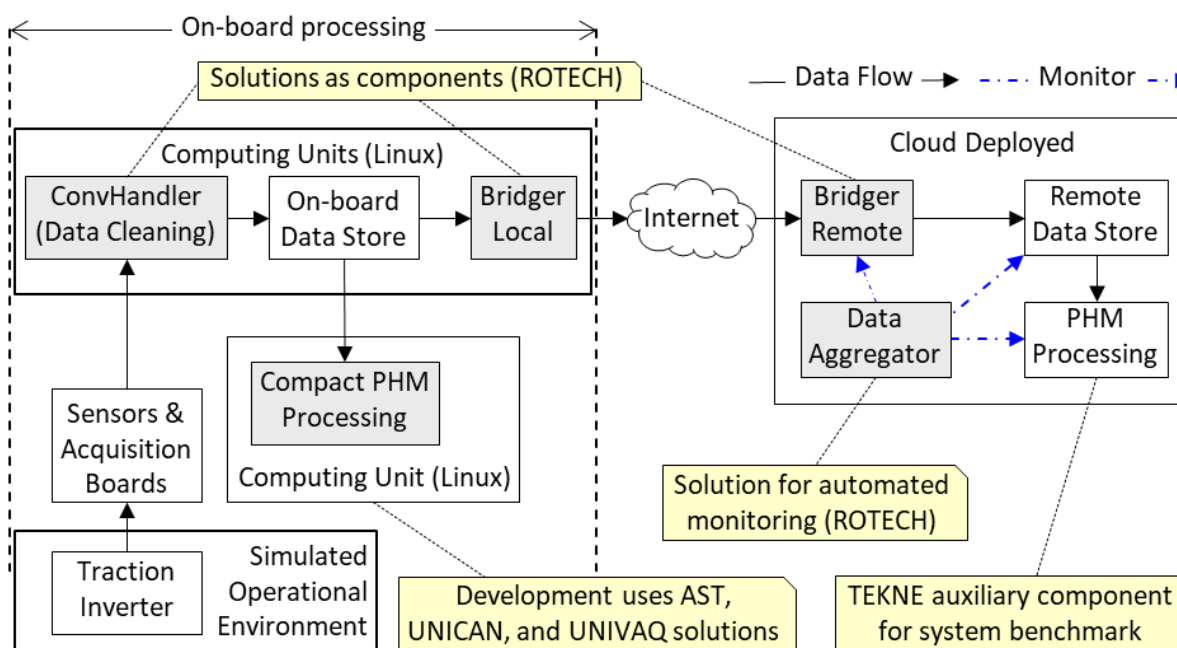 On-board processing
Solutions as components (ROTECH)
Data Flow
Monitor
Computing Units (Linux)
ConvHandler
(Data Cleaning)
On-board
Data Store
Bridger
Local
Internet
Cloud Deployed
Bridger
Remote
Remote
Data Store
Data
Aggregator
PHM
Processing
Compact PHM
Processing
Computing Unit (Linux)
Sensors &
Acquisition
Boards
Solution for automated
monitoring (ROTECH)
Traction
Inverter
Simulated
Operational
Environment
Development uses AST,
UNICAN, and UNIVAQ solutions
TEKNE auxiliary component
for system benchmark